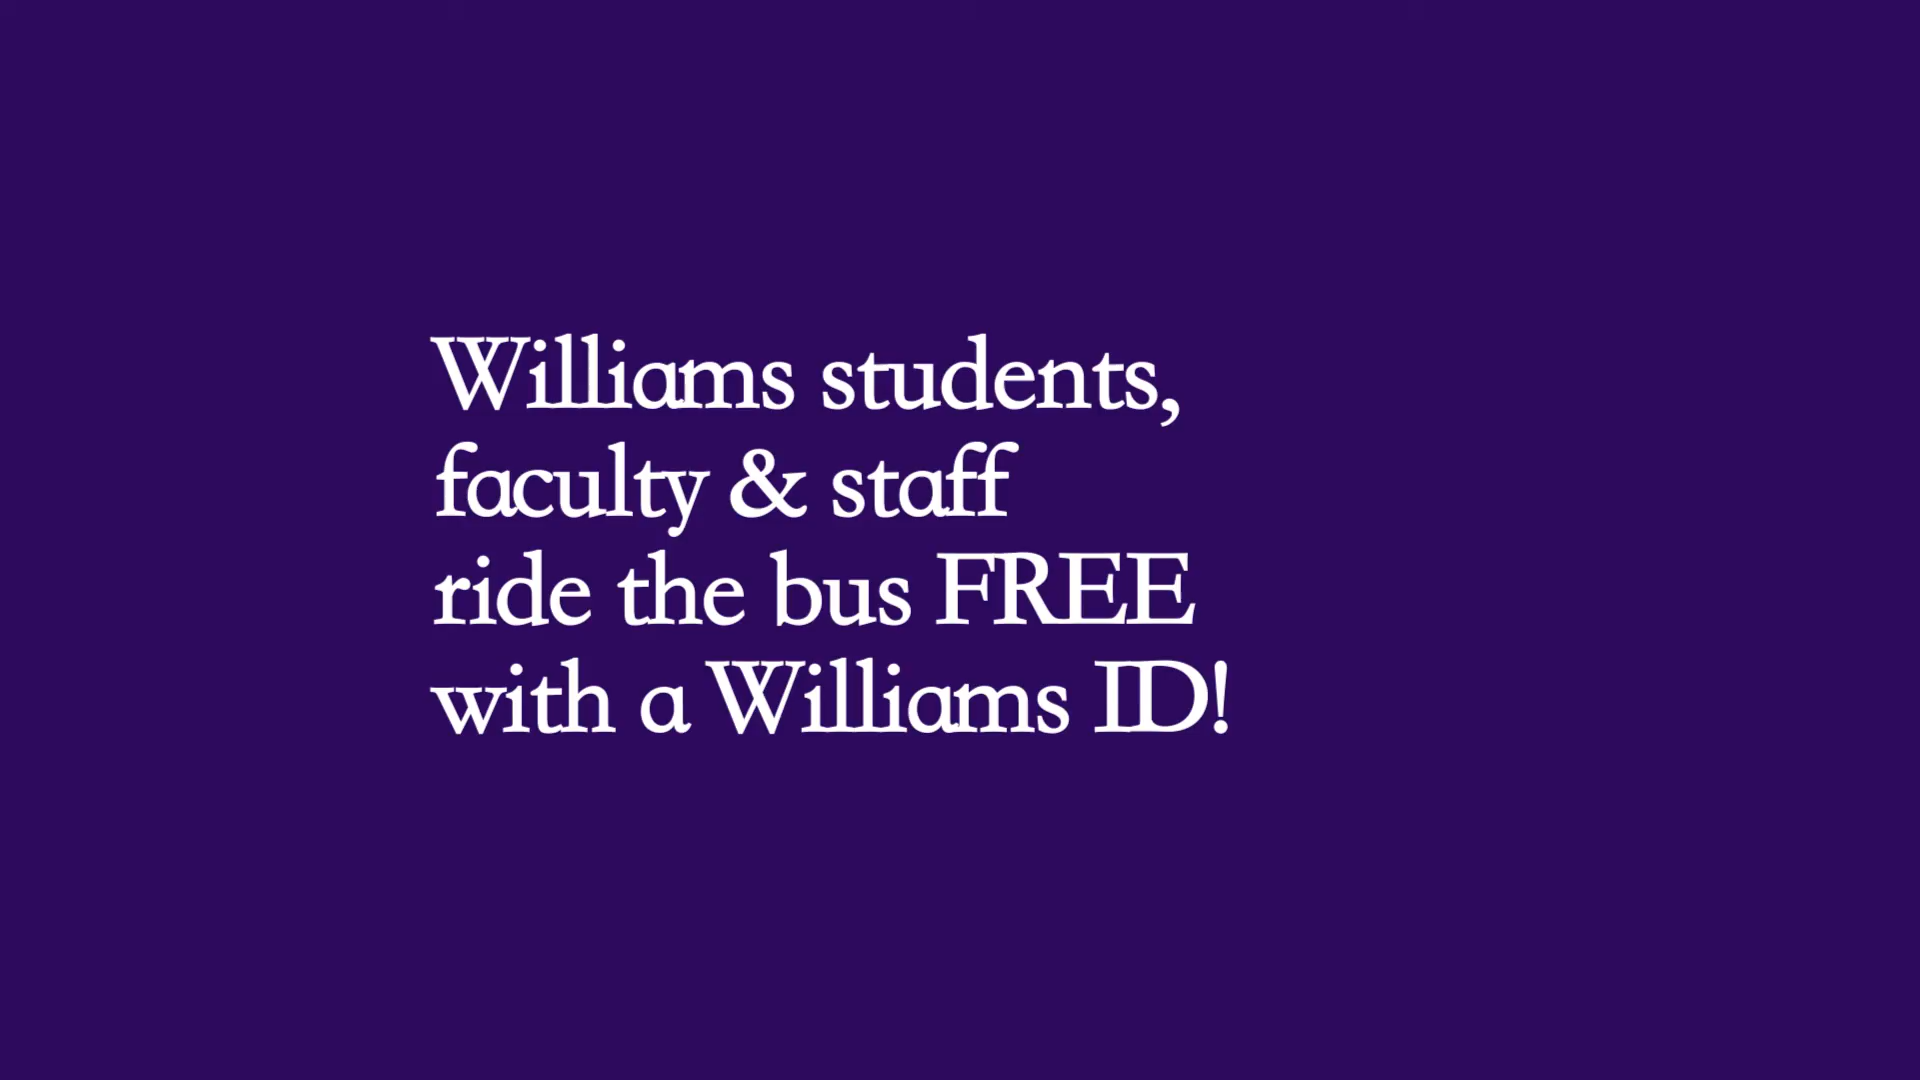 Williams students,
faculty & staff
ride the bus FREE
with a Williams ID!